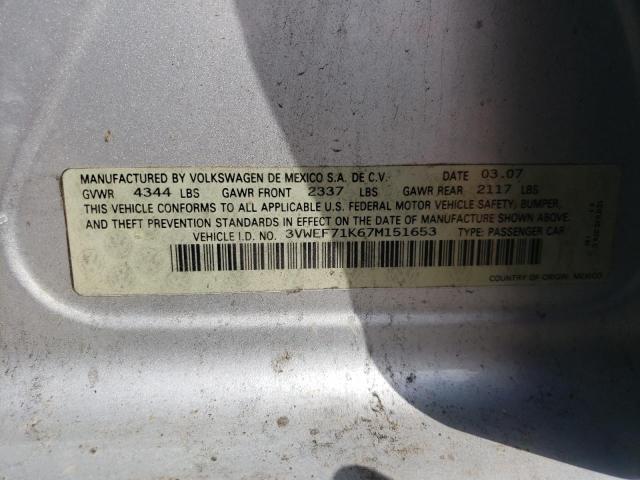 MANUFACTURED BY VOLKSWAGEN DE MEXICO S.A. DE C.V. DATE 03.07
GVWR 4344 LBS GAWR FRONT 2337 LBS GAWR REAR 2117 LBS
THIS VEHICLE CONFORMS TO ALL APPLICABLE U.S. FEDERAL MOTOR VEHICLE SAFETY, BUMPER,
AND THEFT PREVENTION STANDARDS IN EFFECT ON THE DATE OF MANUFACTURE SHOWN ABOVE.
VEHICLE I.D. NO. 3VWEF71K67M151653 TYPE: PASSENGER CAR
COUNTRY OF ORIGIN: MEXICO